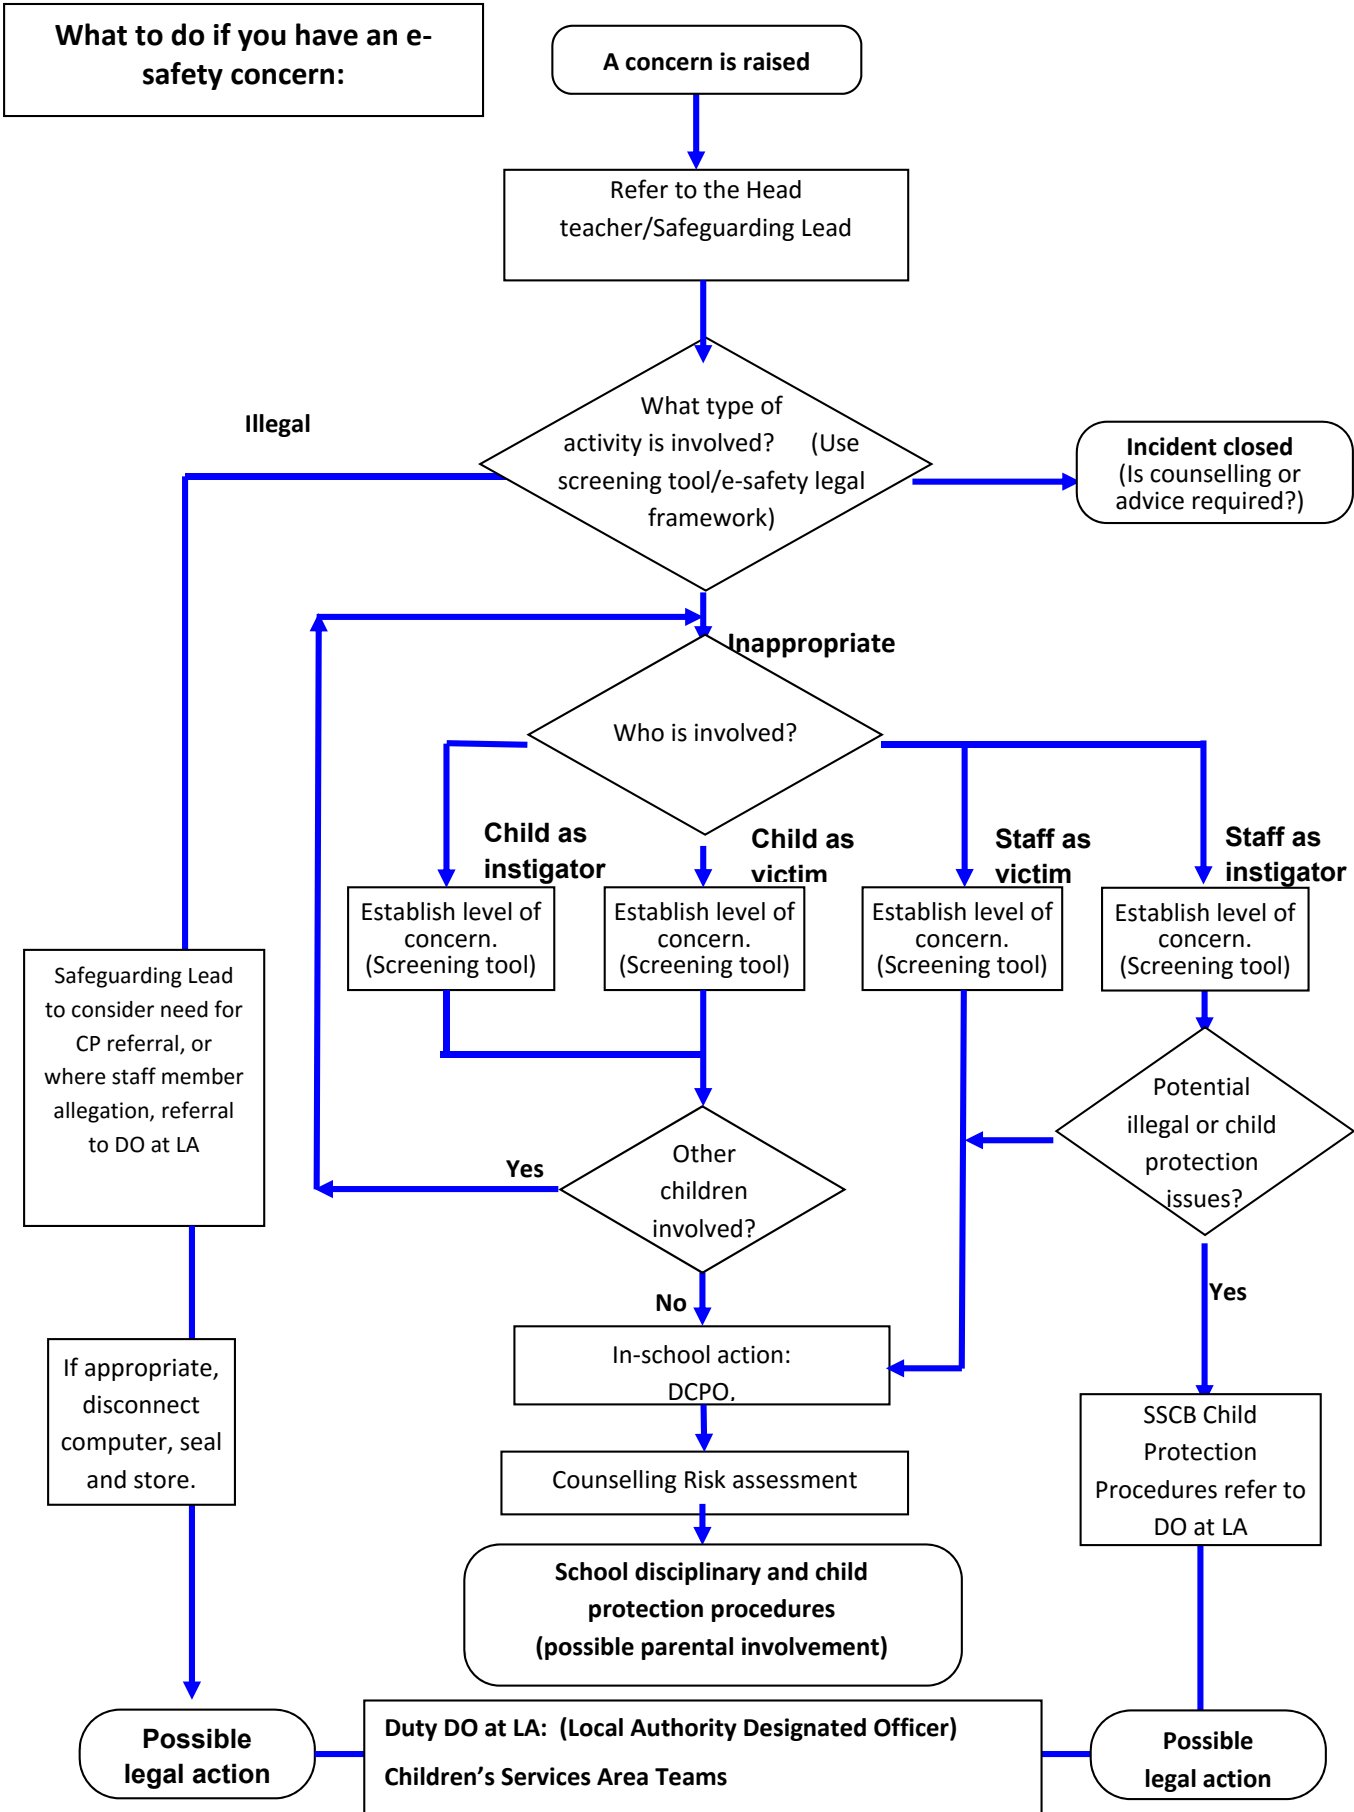 What to do if you have an e-
safety concern:
A concern is raised
Refer to the Head
teacher/Safeguarding Lead
Illegal
What type of
activity is involved? (Use
screening tool/e-safety legal
framework)
Incident closed
(Is counselling or
advice required?)
Inappropriate
Who is involved?
Child as
instigator
Child as
victim
Staff as
victim
Staff as
instigator
Establish level of
concern.
(Screening tool)
Establish level of
concern.
(Screening tool)
Establish level of
concern.
(Screening tool)
Establish level of
concern.
(Screening tool)
Safeguarding Lead
to consider need for
CP referral, or
where staff member
allegation, referral
to DO at LA
Potential
illegal or child
protection
issues?
Yes
Other
children
involved?
No
Yes
In-school action:
DCPO,
If appropriate,
disconnect
computer, seal
and store.
SSCB Child
Protection
Procedures refer to
DO at LA
Counselling Risk assessment
School disciplinary and child
protection procedures
(possible parental involvement)
Possible
legal action
Duty DO at LA: (Local Authority Designated Officer)
Children’s Services Area Teams
Possible
legal action